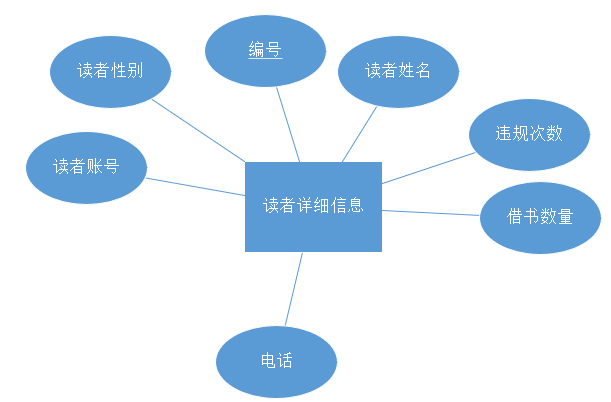 编号
读者性别
读者姓名
违规次数
读者账号
读者详细信息
借书数量
电话